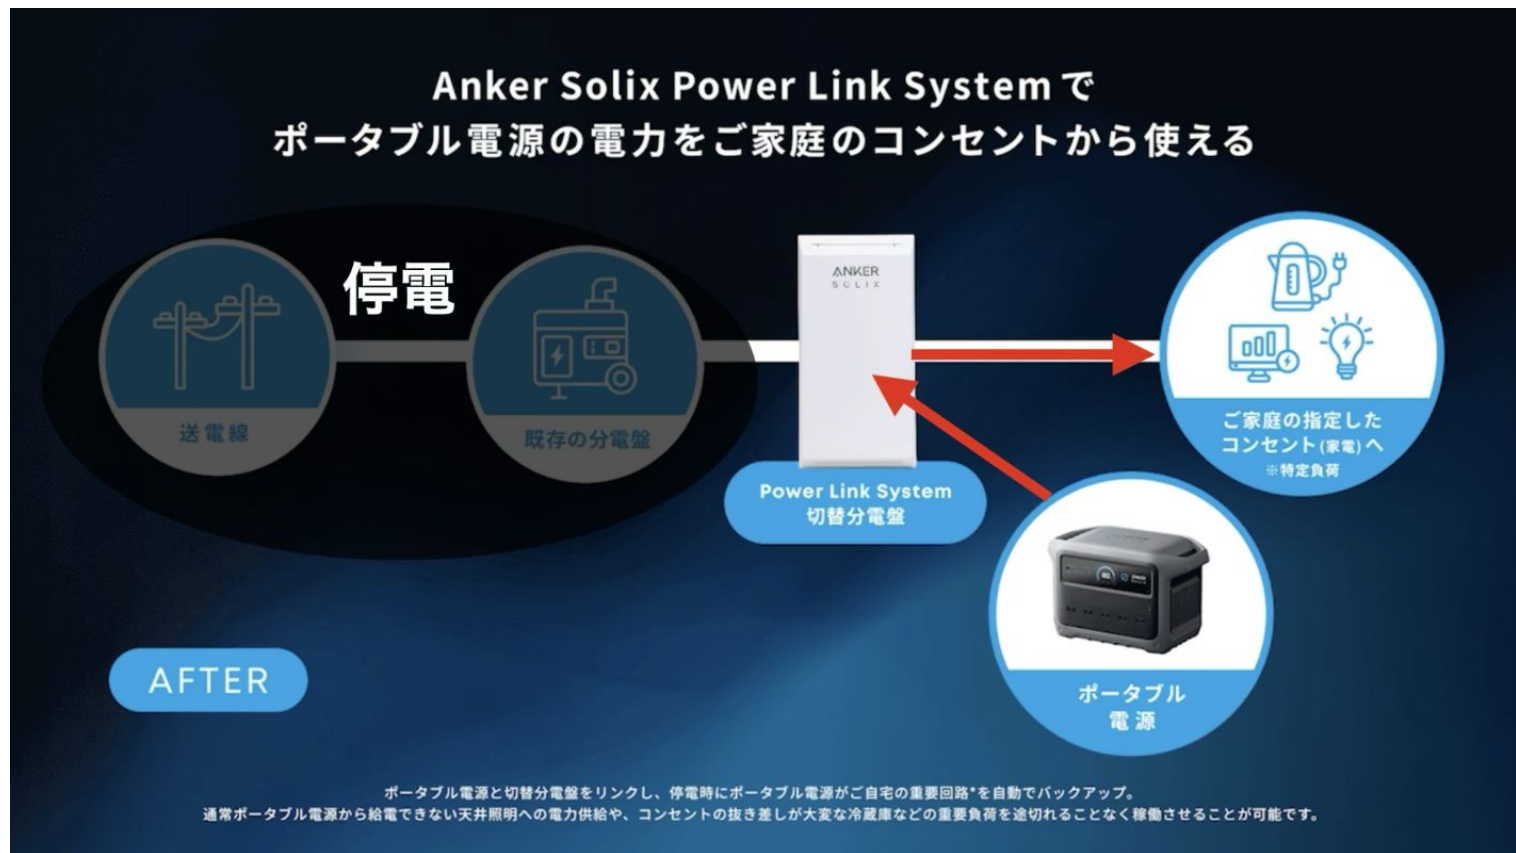 Anker Solix Power Link Systemで
ポータブル電源の電力をご家庭のコンセントから使える
停電
送電線
既存の分電盤
ANKER
SOLIX
Power Link System
切替分電盤
ご家庭の指定した
コンセント(家電)へ
※特定負荷
ポータブル
電源
AFTER
ポータブル電源と切替分電盤をリンクし、停電時にポータブル電源がご自宅の重要回路*を自動でバックアップ。
通常ポータブル電源から給電できない天井照明への電力供給や、コンセントの抜き差しが大変な冷蔵庫などの重要負荷を途切れることなく稼働させることが可能です。